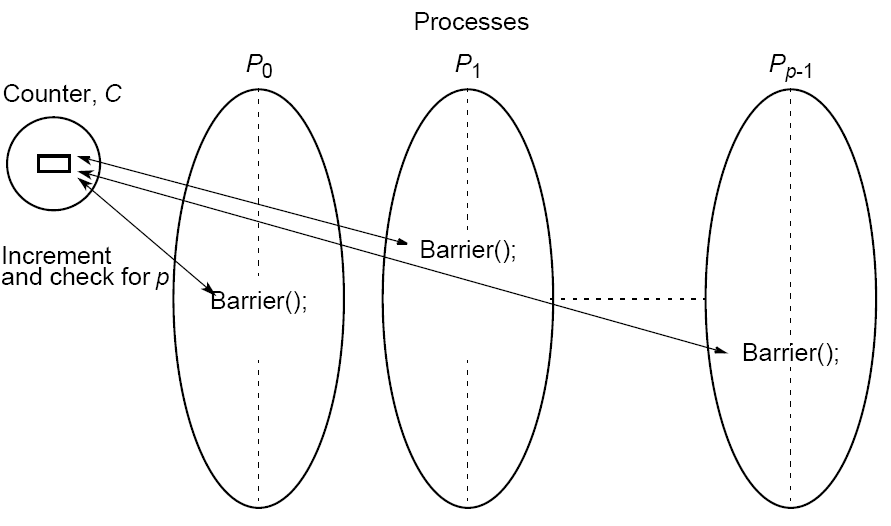 Processes
P0
P1
Pp-1
Counter, C
Barrier();
Increment
and check for p
Barrier();
Barrier();